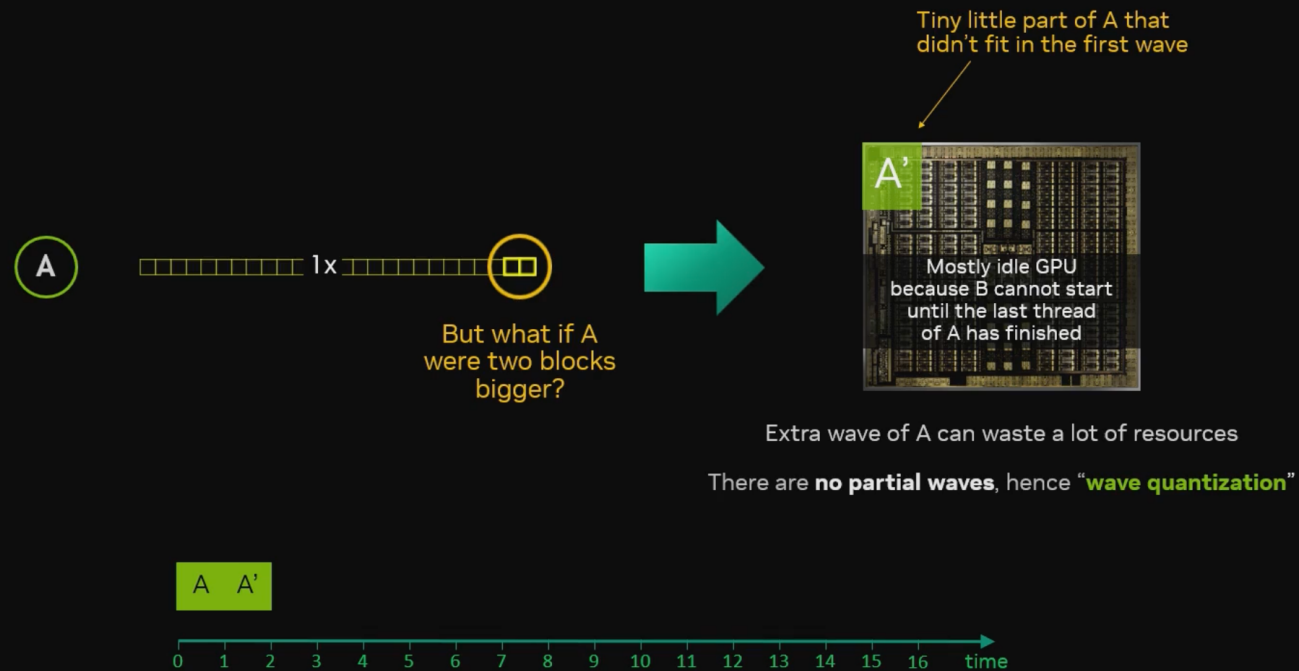 Tiny little part of A that
didn't fit in the first wave
A'
A
1x
But what if A
were two blocks
bigger?
Mostly idle GPU
because B cannot start
until the last thread
of A has finished
Extra wave of A can waste a lot of resources
There are no partial waves, hence “wave quantization”
A A'
0 1 2 3 4 5 6 7 8 9 10 11 12 13 14 15 16 time